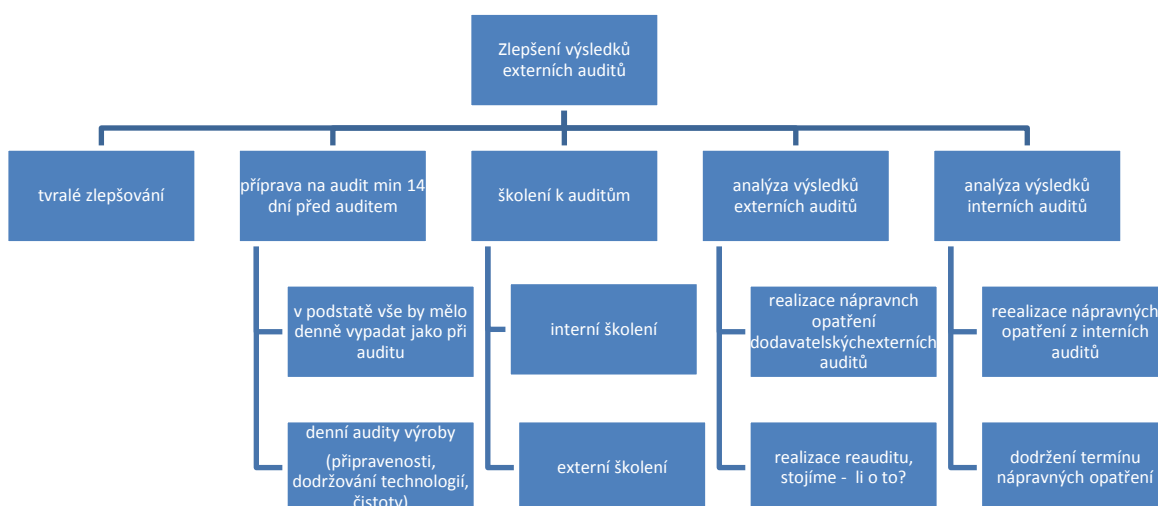 Zlepšení výsledků
externích auditů
tvralé zlepšování
příprava na audit min 14
dní před auditem
školení k auditům
analýza výsledků
externích auditů
analýza výsledků
interních auditů
v podstatě vše by mělo
denně vypadat jako při
auditu
interní školení
realizace nápravnch
opatření
dodavatelskýchexterních
auditů
reealizace nápravných
opatření z interních
auditů
denní audity výroby
(připravenosti,
dodržování technologií,
čistoty)
externí školení
realizace reauditu,
stojíme - li o to?
dodržení termínu
nápravných opatření